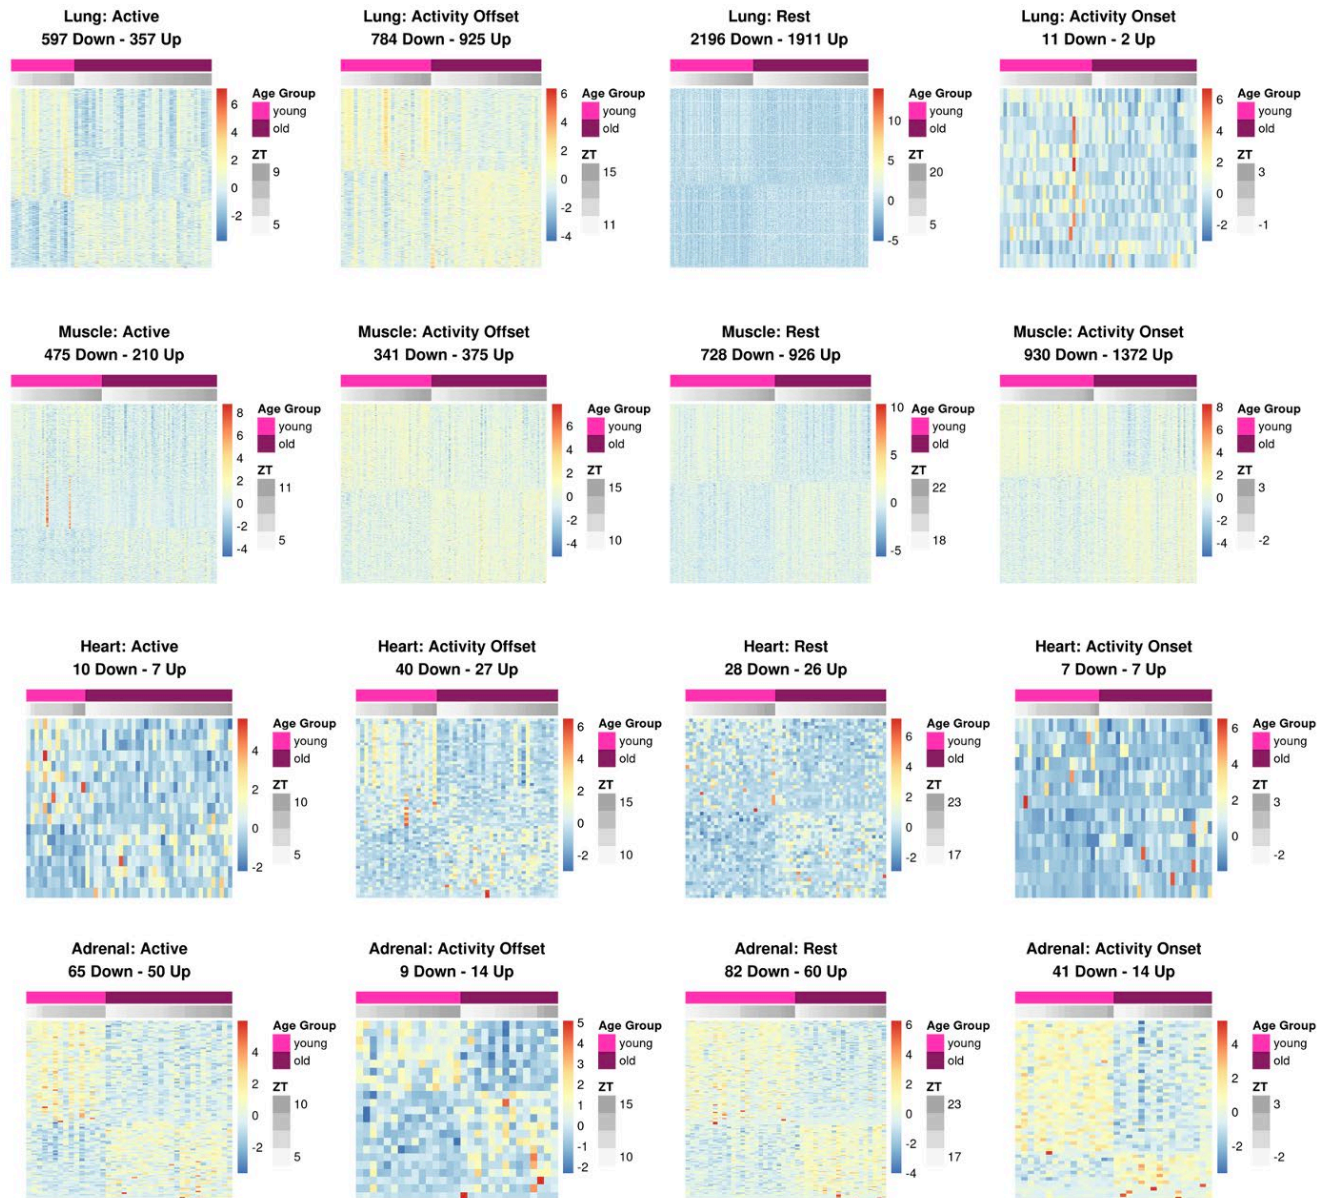 Lung: Active
597 Down - 357 Up
6
4
2
0
-2
Age Group
young
old
ZT
9
5
Lung: Activity Offset
784 Down - 925 Up
6
4
2
0
-2
-4
Age Group
young
old
ZT
15
11
Lung: Rest
2196 Down - 1911 Up
10
5
0
-5
Age Group
young
old
ZT
20
5
Lung: Activity Onset
11 Down - 2 Up
6
4
2
0
-2
Age Group
young
old
ZT
3
-1
Muscle: Active
475 Down - 210 Up
8
6
4
2
0
-2
-4
Age Group
young
old
ZT
11
5
Muscle: Activity Offset
341 Down - 375 Up
6
4
2
0
-2
-4
Age Group
young
old
ZT
15
10
Muscle: Rest
728 Down - 926 Up
10
5
0
-5
Age Group
young
old
ZT
22
18
Muscle: Activity Onset
930 Down - 1372 Up
8
6
4
2
0
-2
-4
Age Group
young
old
ZT
3
-2
Heart: Active
10 Down - 7 Up
4
2
0
-2
Age Group
young
old
ZT
10
5
Heart: Activity Offset
40 Down - 27 Up
6
4
2
0
-2
Age Group
young
old
ZT
15
10
Heart: Rest
28 Down - 26 Up
6
4
2
0
-2
Age Group
young
old
ZT
23
17
Heart: Activity Onset
7 Down - 7 Up
6
4
2
0
Age Group
young
old
ZT
3
-2
Adrenal: Active
65 Down - 50 Up
4
2
0
-2
Age Group
young
old
ZT
10
5
Adrenal: Activity Offset
9 Down - 14 Up
5
4
3
2
1
0
-1
-2
Age Group
young
old
ZT
15
10
Adrenal: Rest
82 Down - 60 Up
6
4
2
0
-2
-4
Age Group
young
old
ZT
23
17
Adrenal: Activity Onset
41 Down - 14 Up
4
2
0
-2
Age Group
young
old
ZT
3
-2